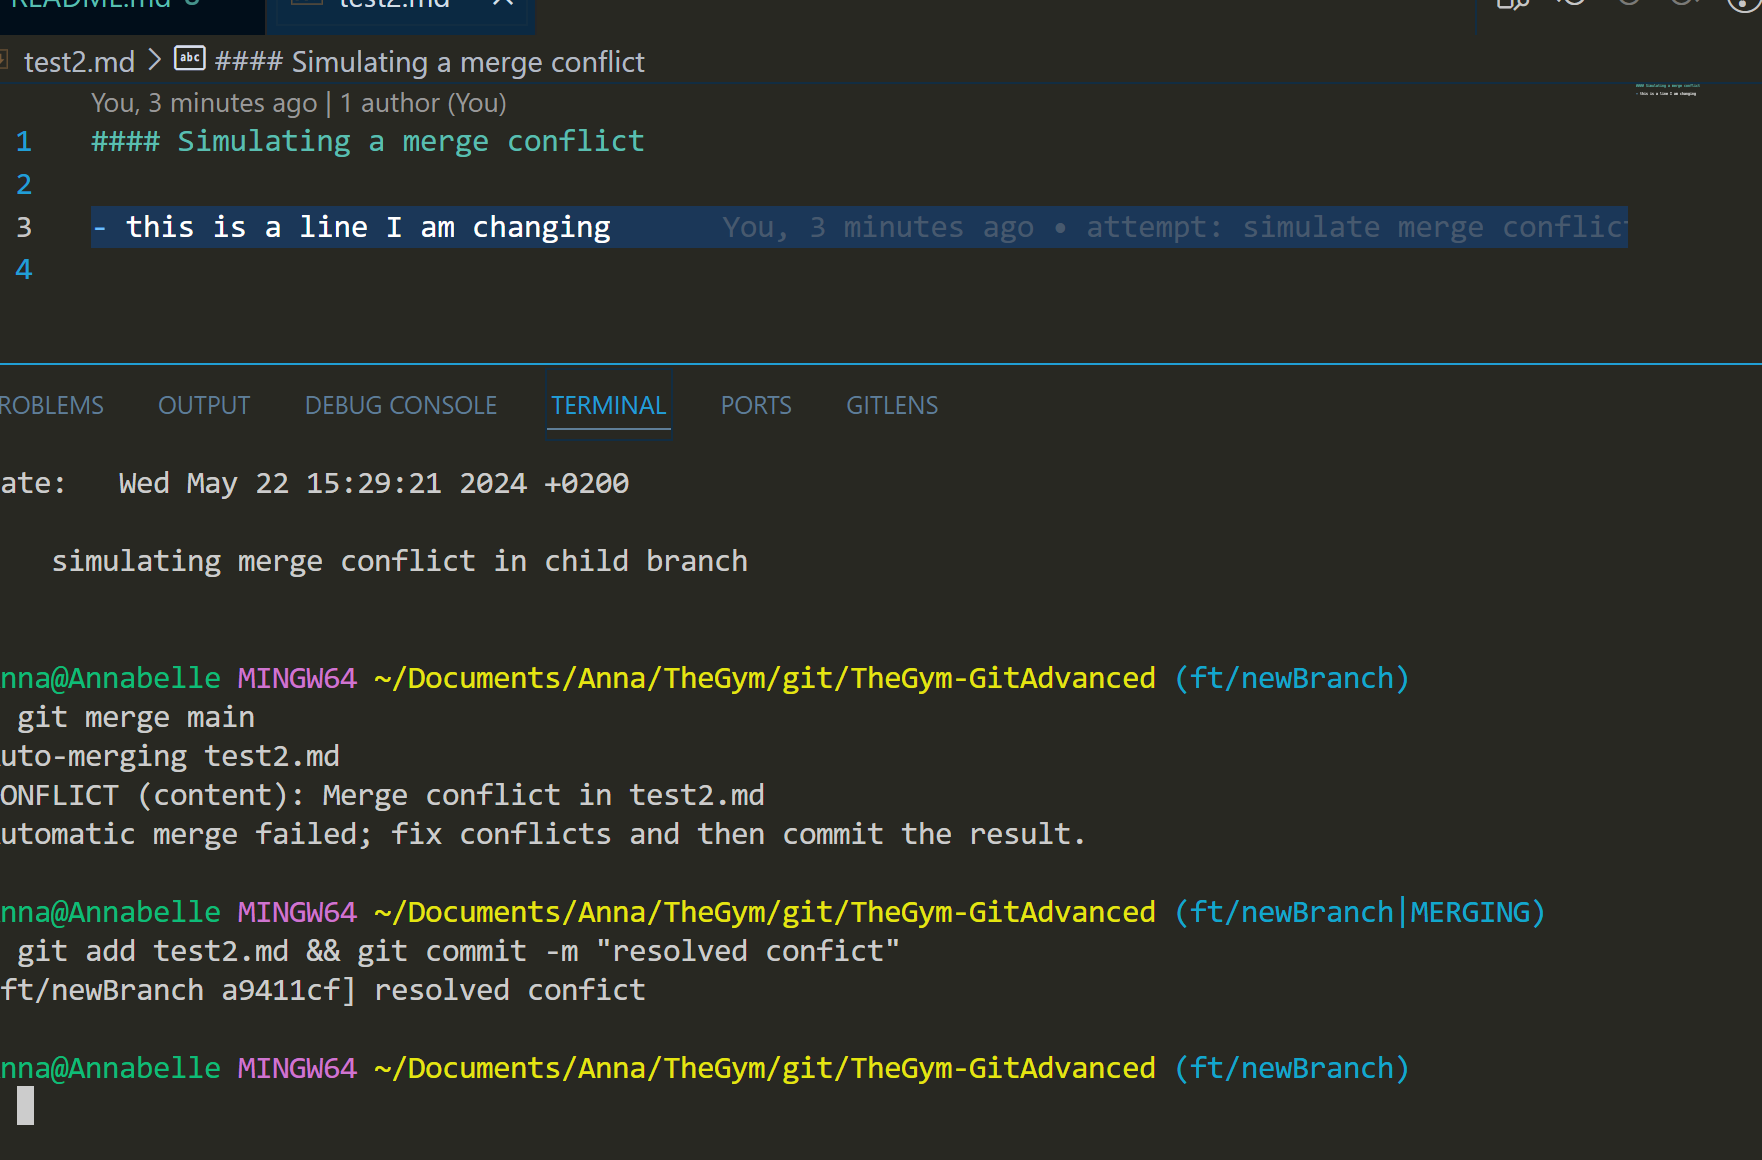 README.md
test2.md
test2.md > abc #### Simulating a merge conflict
You, 3 minutes ago | 1 author (You)
1 #### Simulating a merge conflict
2
3 - this is a line I am changing You, 3 minutes ago • attempt: simulate merge conflict
4
ROBLEMS OUTPUT DEBUG CONSOLE TERMINAL PORTS GITLENS
ate: Wed May 22 15:29:21 2024 +0200
simulating merge conflict in child branch
nna@Annabelle MINGW64 ~/Documents/Anna/TheGym/git/TheGym-GitAdvanced (ft/newBranch)
git merge main
uto-merging test2.md
ONFLICT (content): Merge conflict in test2.md
utomatic merge failed; fix conflicts and then commit the result.
nna@Annabelle MINGW64 ~/Documents/Anna/TheGym/git/TheGym-GitAdvanced (ft/newBranch|MERGING)
git add test2.md && git commit -m "resolved confict"
ft/newBranch a9411cf] resolved confict
nna@Annabelle MINGW64 ~/Documents/Anna/TheGym/git/TheGym-GitAdvanced (ft/newBranch)